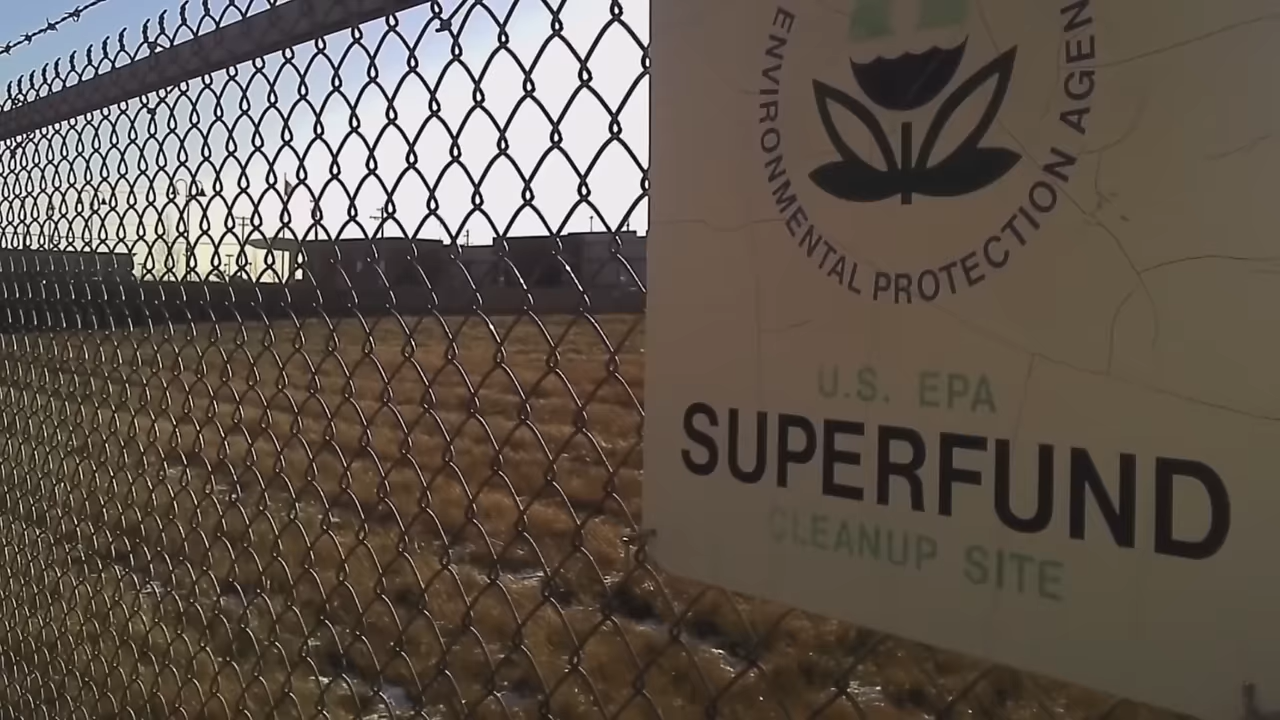 ENVIRONMENTAL PROTECTION AGEN
U.S. EPA
SUPERFUND
CLEANUP SITE